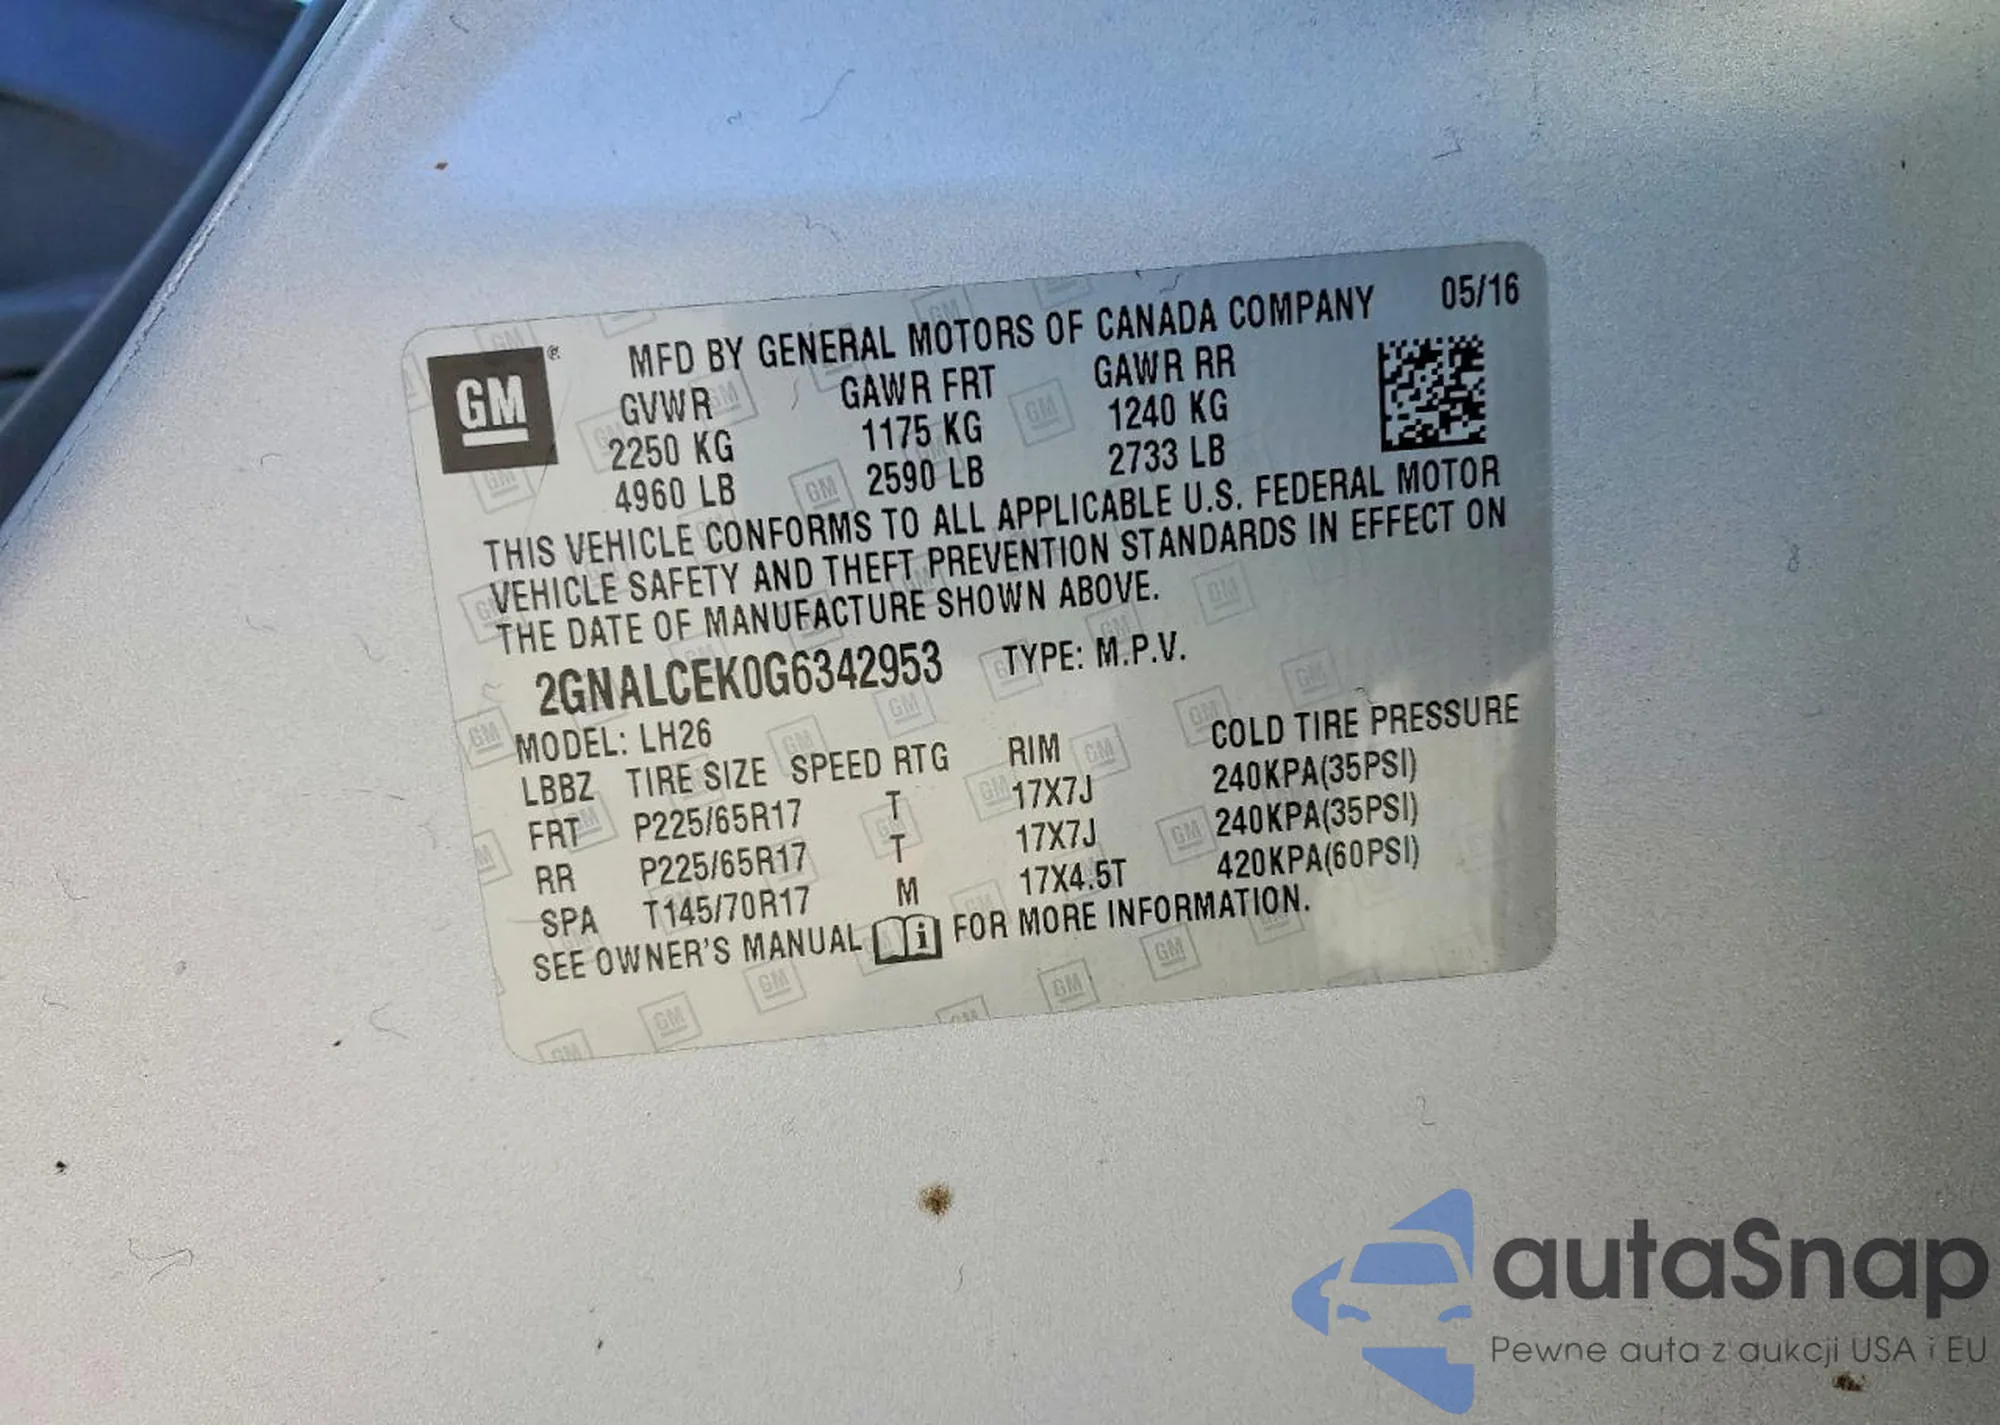 GM ®
MFD BY GENERAL MOTORS OF CANADA COMPANY 05/16
GVWR GAWR FRT GAWR RR
2250 KG 1175 KG 1240 KG
4960 LB 2590 LB 2733 LB
THIS VEHICLE CONFORMS TO ALL APPLICABLE U.S. FEDERAL MOTOR
VEHICLE SAFETY AND THEFT PREVENTION STANDARDS IN EFFECT ON
THE DATE OF MANUFACTURE SHOWN ABOVE.
2GNALCEK0G6342953 TYPE: M.P.V.
MODEL: LH26
LBBZ TIRE SIZE SPEED RTG RIM COLD TIRE PRESSURE
FRT P225/65R17 T 17X7J 240KPA(35PSI)
RR P225/65R17 T 17X7J 240KPA(35PSI)
SPA T145/70R17 M 17X4.5T 420KPA(60PSI)
SEE OWNER'S MANUAL i FOR MORE INFORMATION.
autaSnap
Pewne auta z aukcji USA i EU